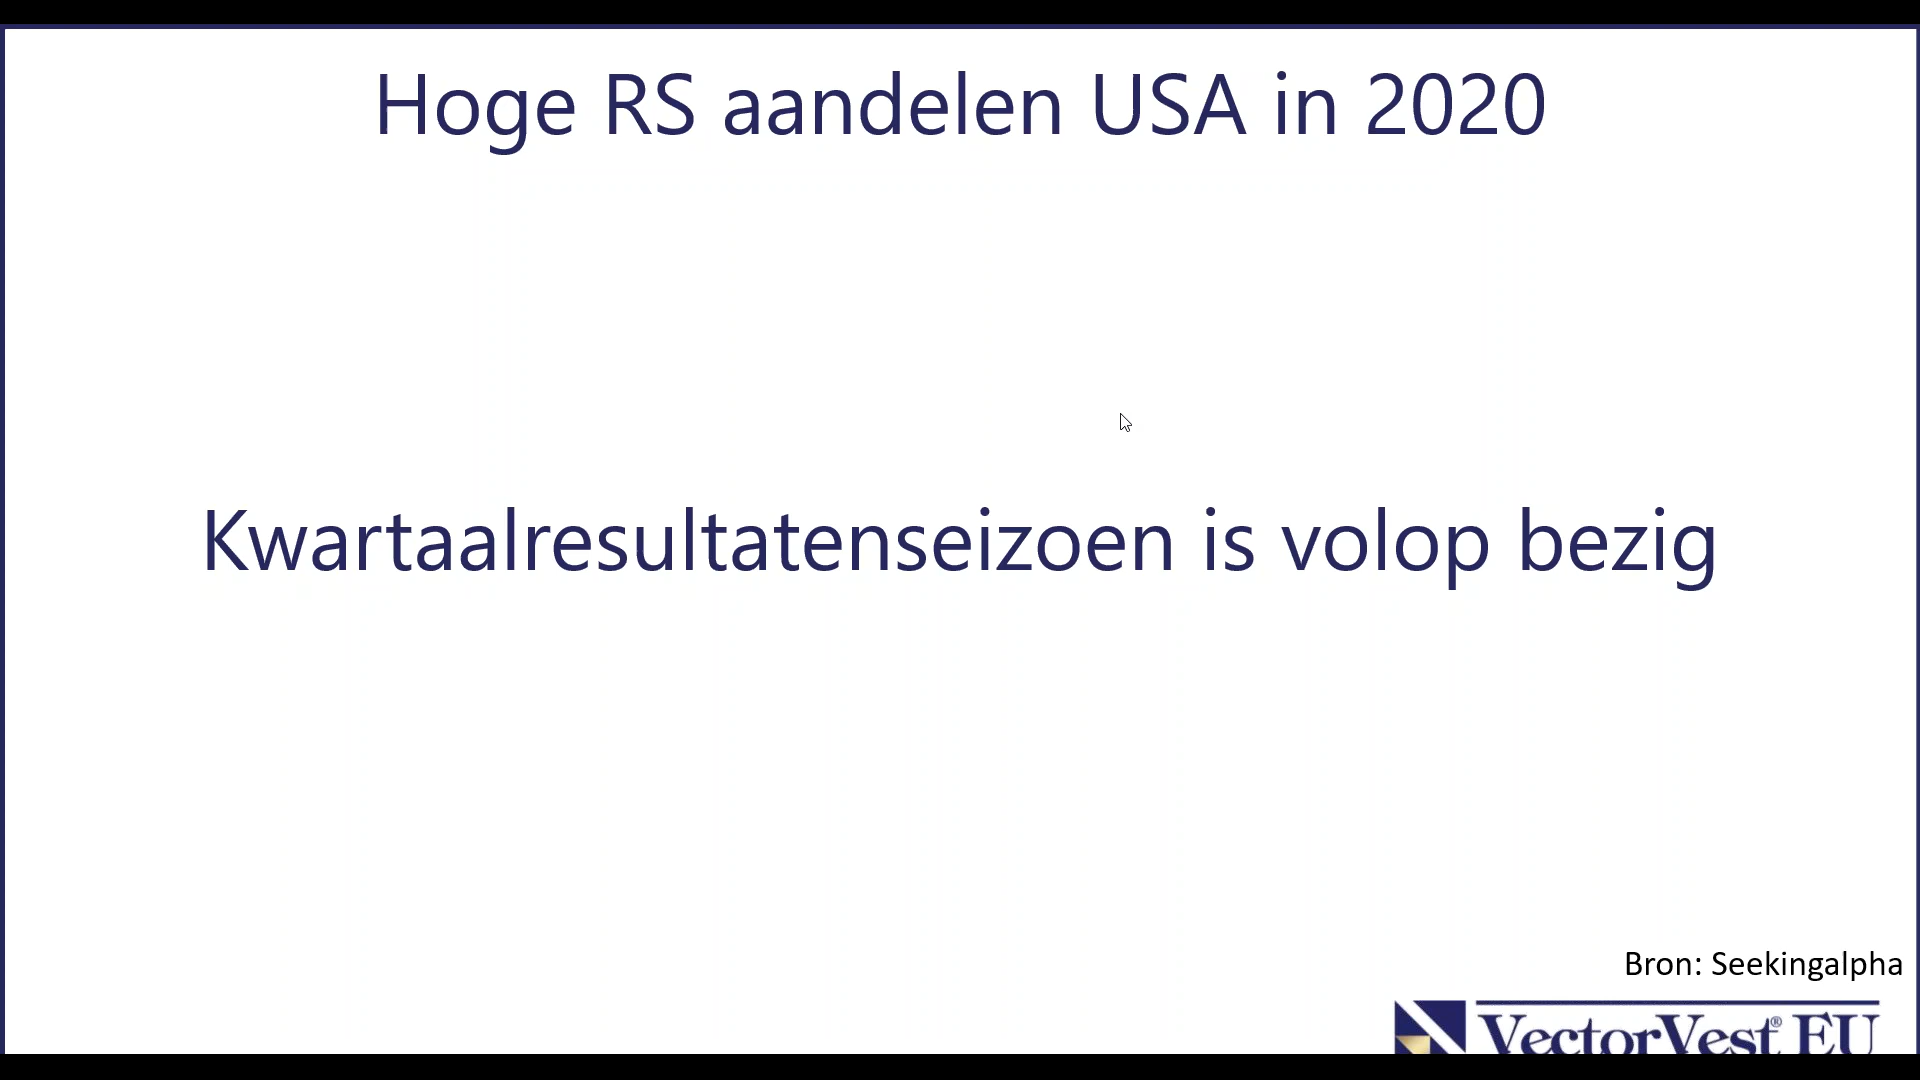 Hoge RS aandelen USA in 2020
Kwartaalresultatenseizoen is volop bezig
Bron: Seekingalpha
VectorVest® EU